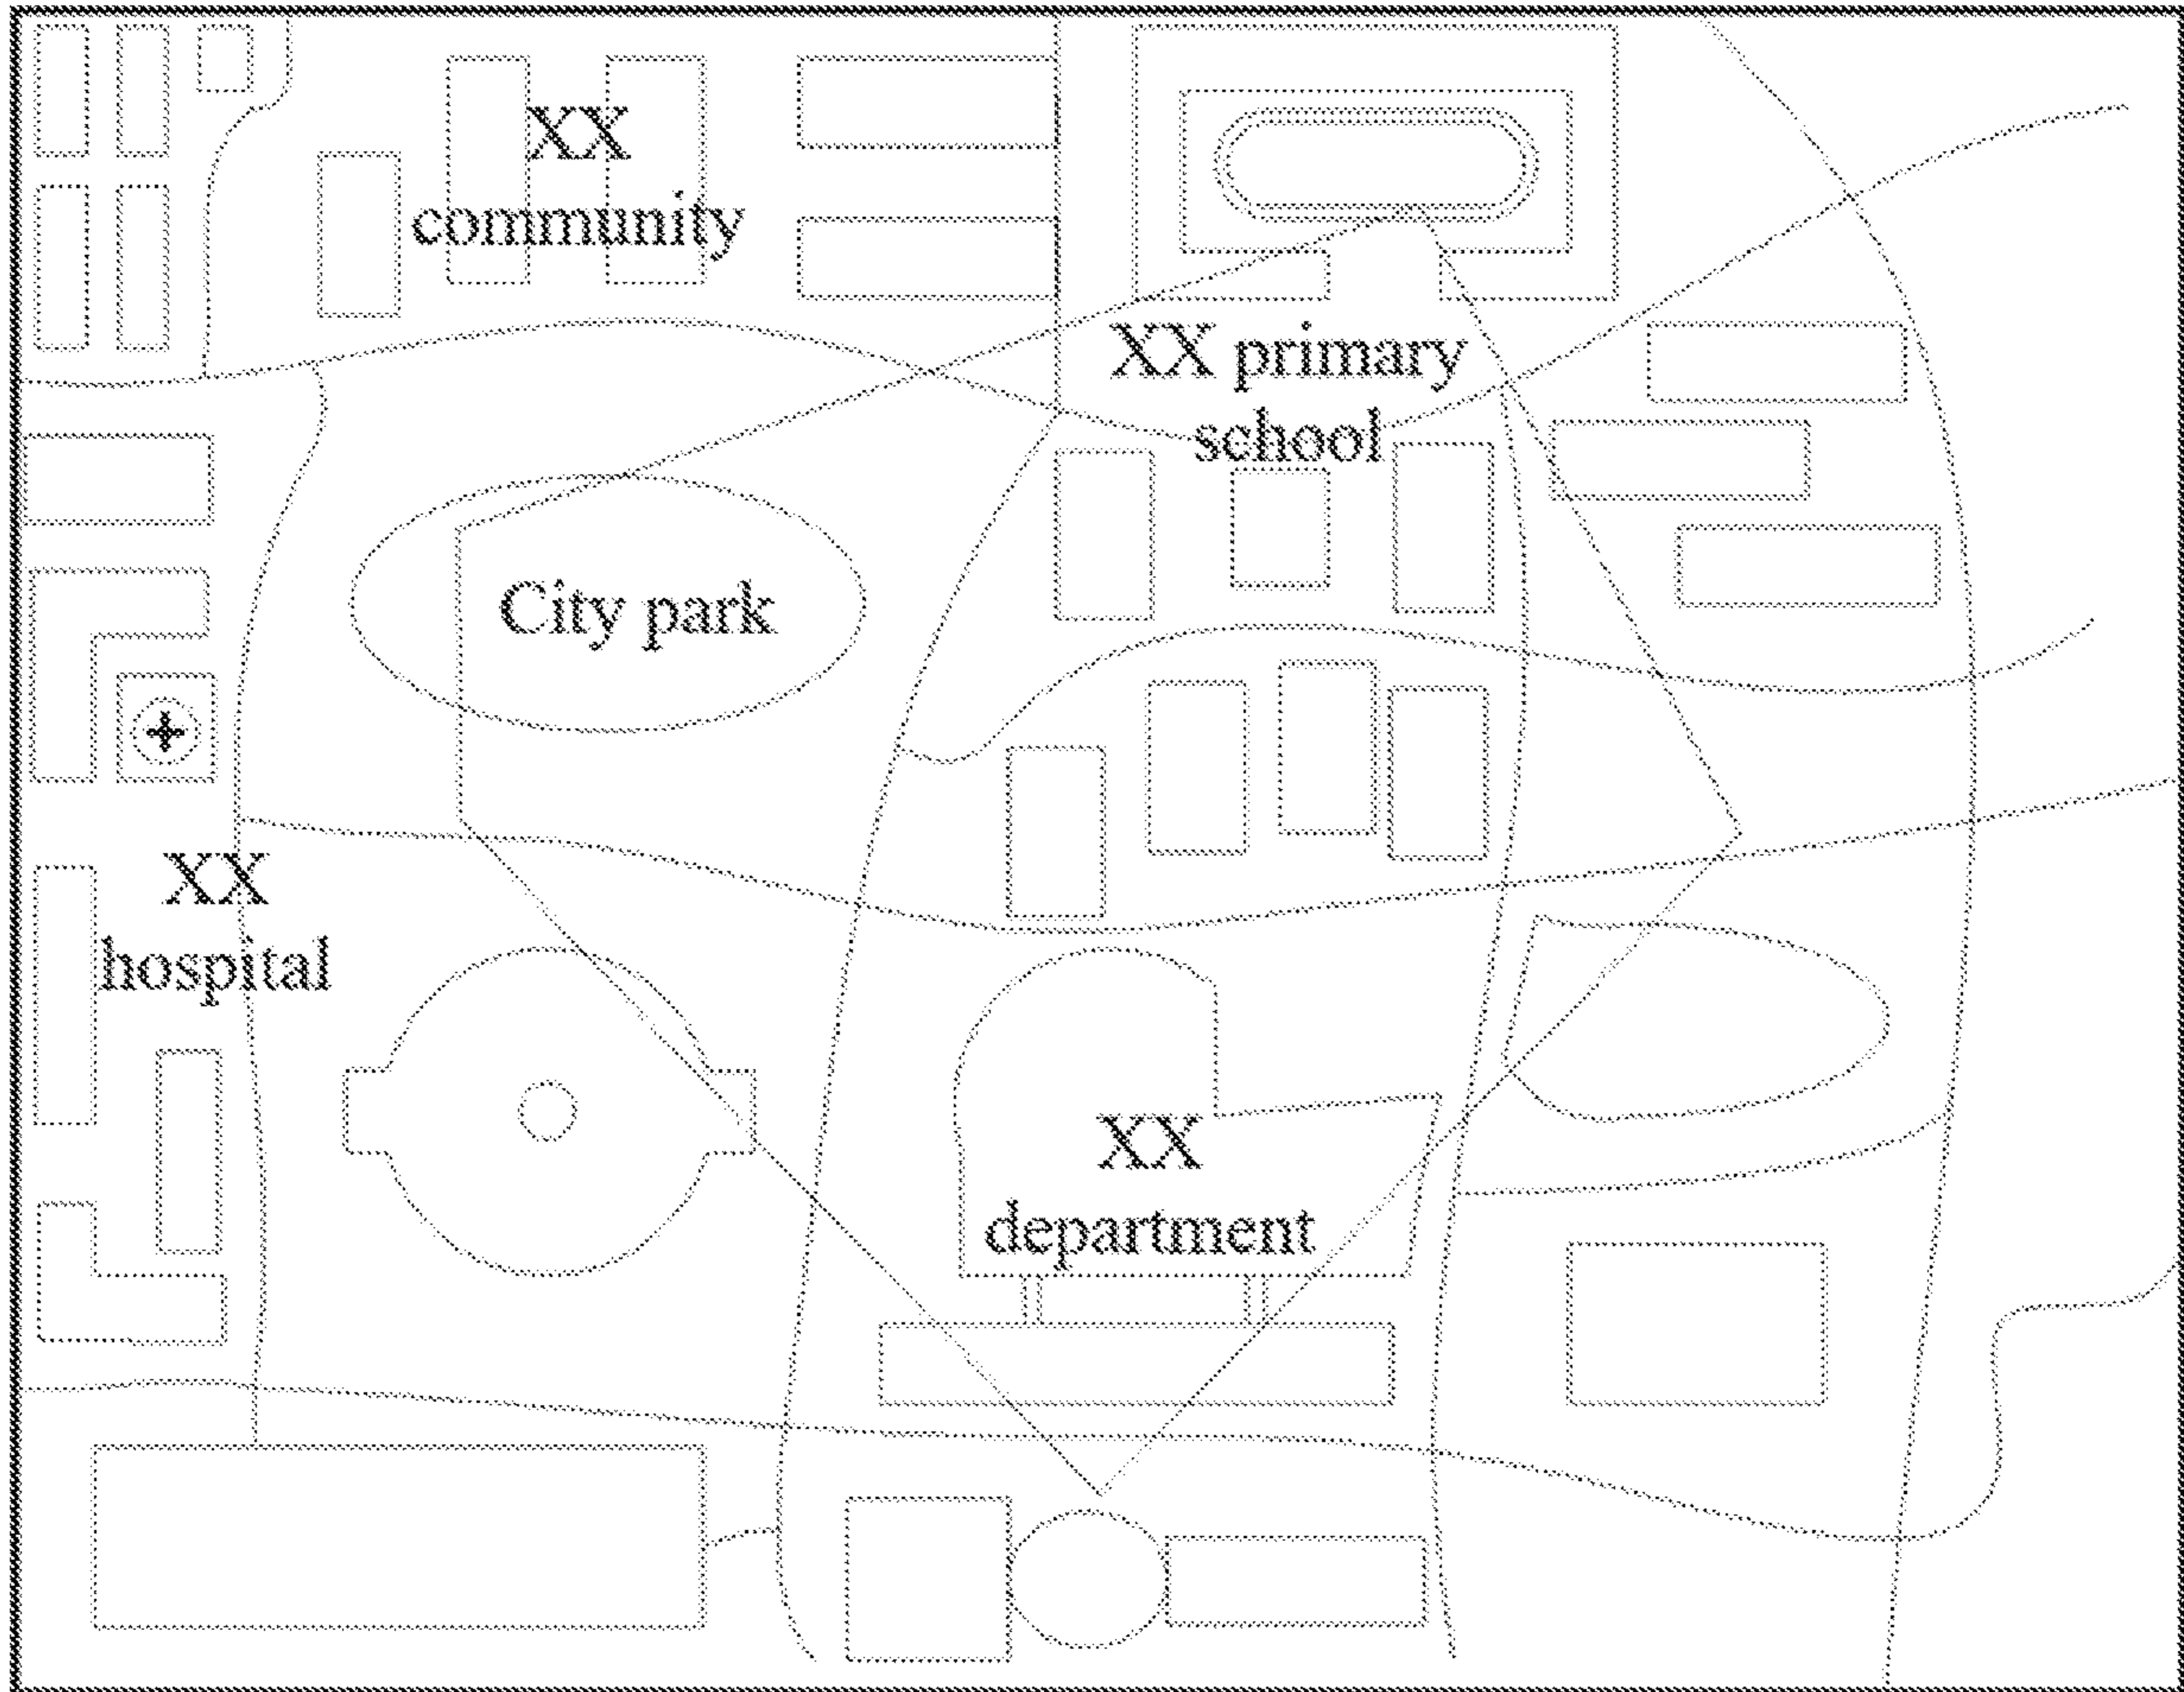 XX
community
XX primary
school
City park
XX
hospital
XX
department